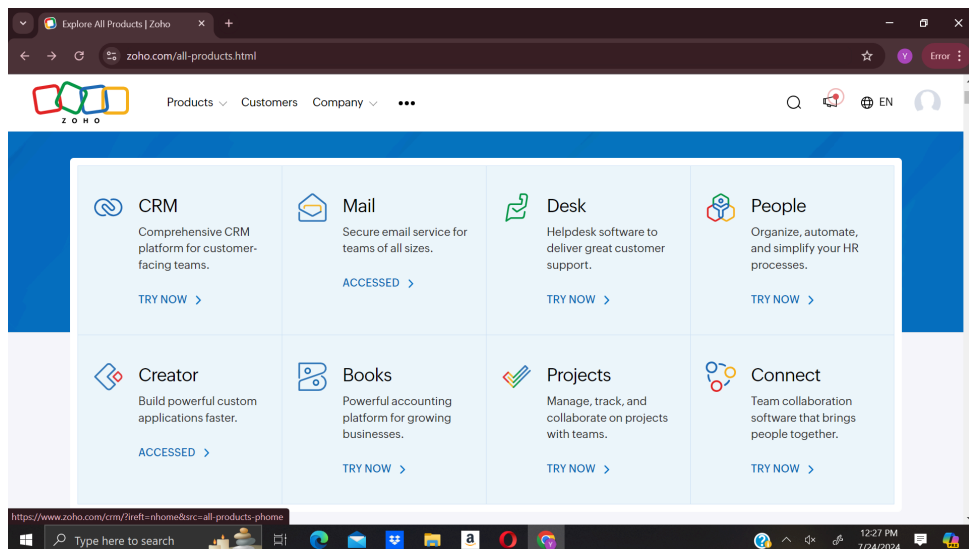 Explore All Products | Zoho
zoho.com/all-products.html
Y
Error
ZOHO
Products
Customers
Company
EN
CRM
Comprehensive CRM
platform for customer-
facing teams.
TRY NOW
Mail
Secure email service for
teams of all sizes.
ACCESSED
Desk
Helpdesk software to
deliver great customer
support.
TRY NOW
People
Organize, automate,
and simplify your HR
processes.
TRY NOW
Creator
Build powerful custom
applications faster.
ACCESSED
Books
Powerful accounting
platform for growing
businesses.
TRY NOW
Projects
Manage, track, and
collaborate on projects
with teams.
TRY NOW
Connect
Team collaboration
software that brings
people together.
TRY NOW
https://www.zoho.com/crm/?ireft=nhome&src=all-products-phome
Type here to search
a
12:27 PM
7/24/2024